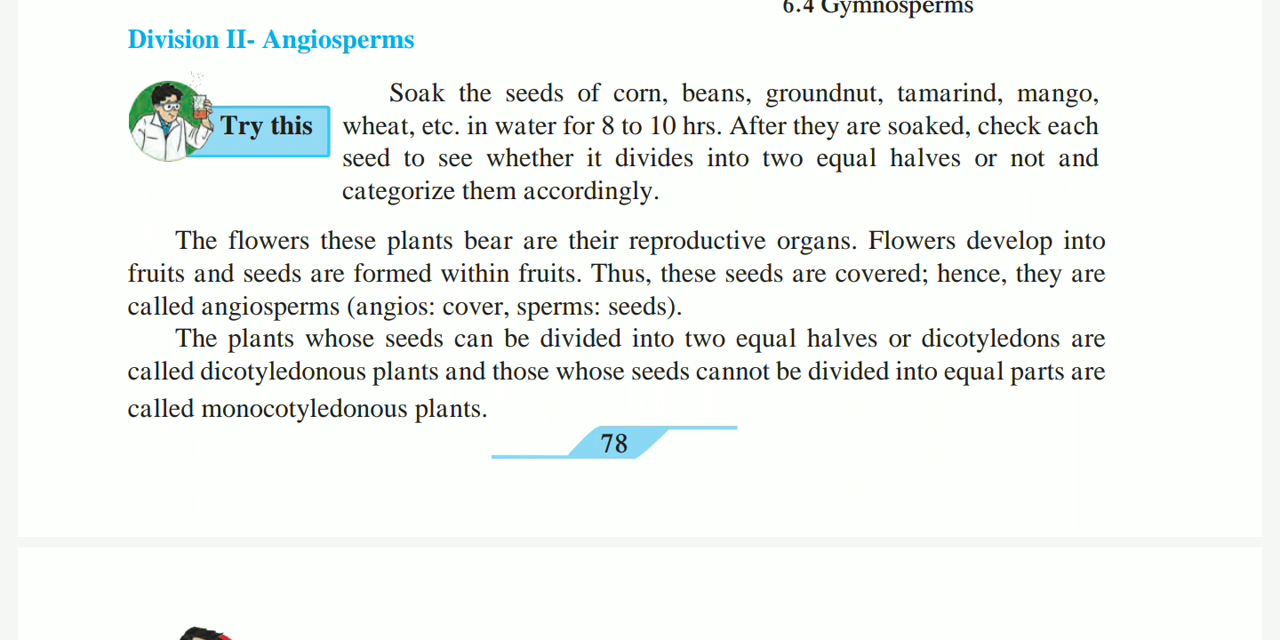 6.4 Gymnosperms
Division II- Angiosperms
Try this
Soak the seeds of corn, beans, groundnut, tamarind, mango,
wheat, etc. in water for 8 to 10 hrs. After they are soaked, check each
seed to see whether it divides into two equal halves or not and
categorize them accordingly.
The flowers these plants bear are their reproductive organs. Flowers develop into
fruits and seeds are formed within fruits. Thus, these seeds are covered; hence, they are
called angiosperms (angios: cover, sperms: seeds).
The plants whose seeds can be divided into two equal halves or dicotyledons are
called dicotyledonous plants and those whose seeds cannot be divided into equal parts are
called monocotyledonous plants.
78